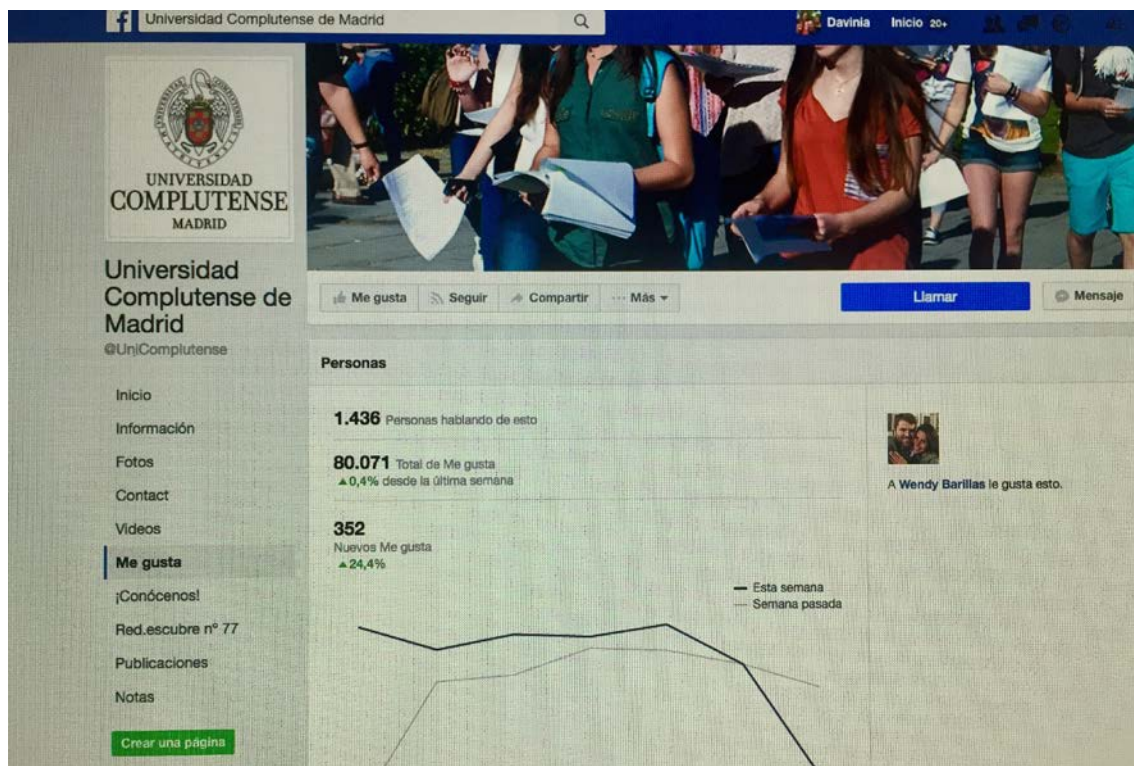 Universidad Complutense de Madrid
Davinia
Inicio 20+
UNIVERSIDAD
COMPLUTENSE
MADRID
Universidad
Complutense de
Madrid
@UniComplutense
Inicio
Información
Fotos
Contact
Videos
Me gusta
¡Conócenos!
Red.escubre nº 77
Publicaciones
Notas
Crear una página
Me gusta
Seguir
Compartir
Más
Llamar
Mensaje
Personas
1.436 Personas hablando de esto
80.071 Total de Me gusta
▲0,4% desde la última semana
352
Nuevos Me gusta
▲24,4%
Esta semana
Semana pasada
A Wendy Barillas le gusta esto.